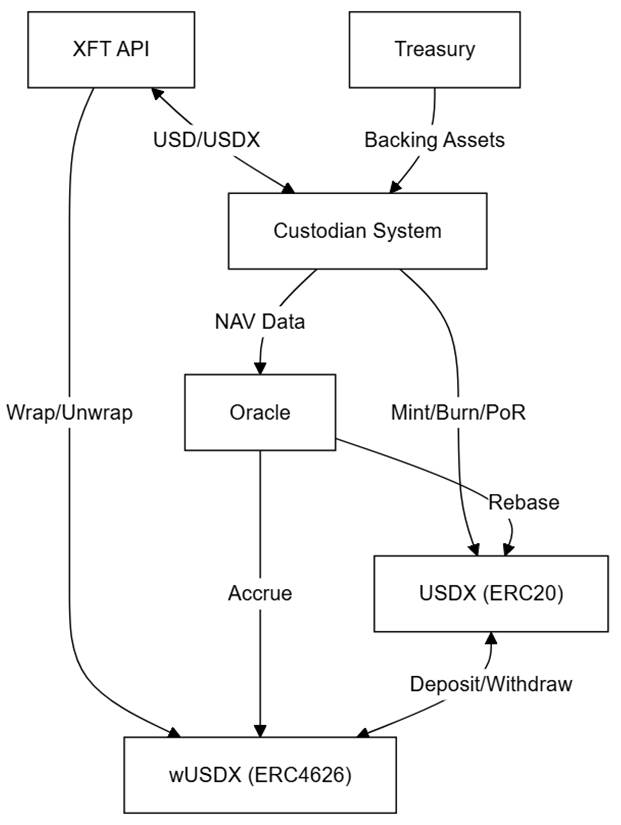 XFT API
Treasury
USD/USDX
Backing Assets
Custodian System
NAV Data
Oracle
Wrap/Unwrap
Mint/Burn/PoR
Rebase
Accrue
USDX (ERC20)
Deposit/Withdraw
wUSDX (ERC4626)